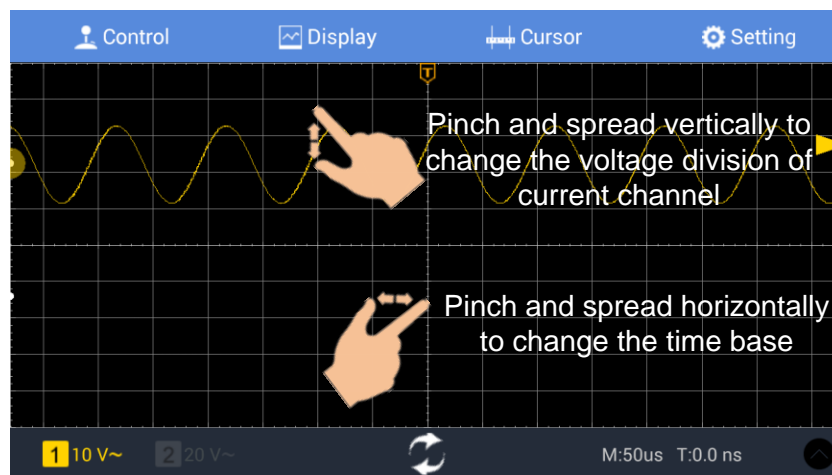 Control Display Cursor Setting
T
Pinch and spread vertically to
change the voltage division of
current channel
Pinch and spread horizontally
to change the time base
1 10 V~ 2 20 V~ M:50us T:0.0 ns